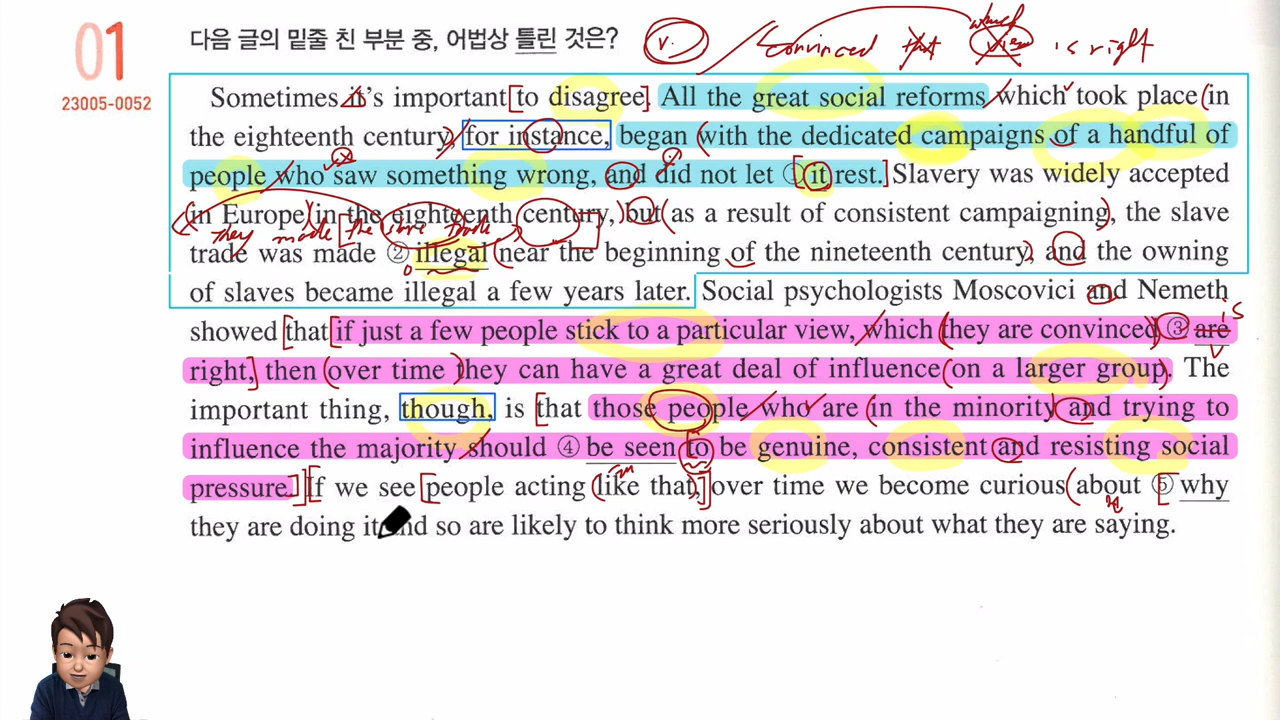 01
23005-0052
다음 글의 밑줄 친 부분 중, 어법상 틀린 것은?
v. convinced that which view is right
Sometimes it's important to disagree. All the great social reforms which took place in
the eighteenth century, for instance, began with the dedicated campaigns of a handful of
people who saw something wrong, and did not let ① it rest. Slavery was widely accepted
in Europe in the eighteenth century, but as a result of consistent campaigning, the slave
they made the slave trade
trade was made ② illegal near the beginning of the nineteenth century, and the owning
of slaves became illegal a few years later. Social psychologists Moscovici and Nemeth
is
showed that if just a few people stick to a particular view, which they are convinced ③ are
v
right, then over time they can have a great deal of influence on a larger group. The
important thing, though, is that those people who are in the minority and trying to
influence the majority should ④ be seen to be genuine, consistent and resisting social
pressure. If we see people acting like that, over time we become curious about ⑤ why
they are doing it and so are likely to think more seriously about what they are saying.